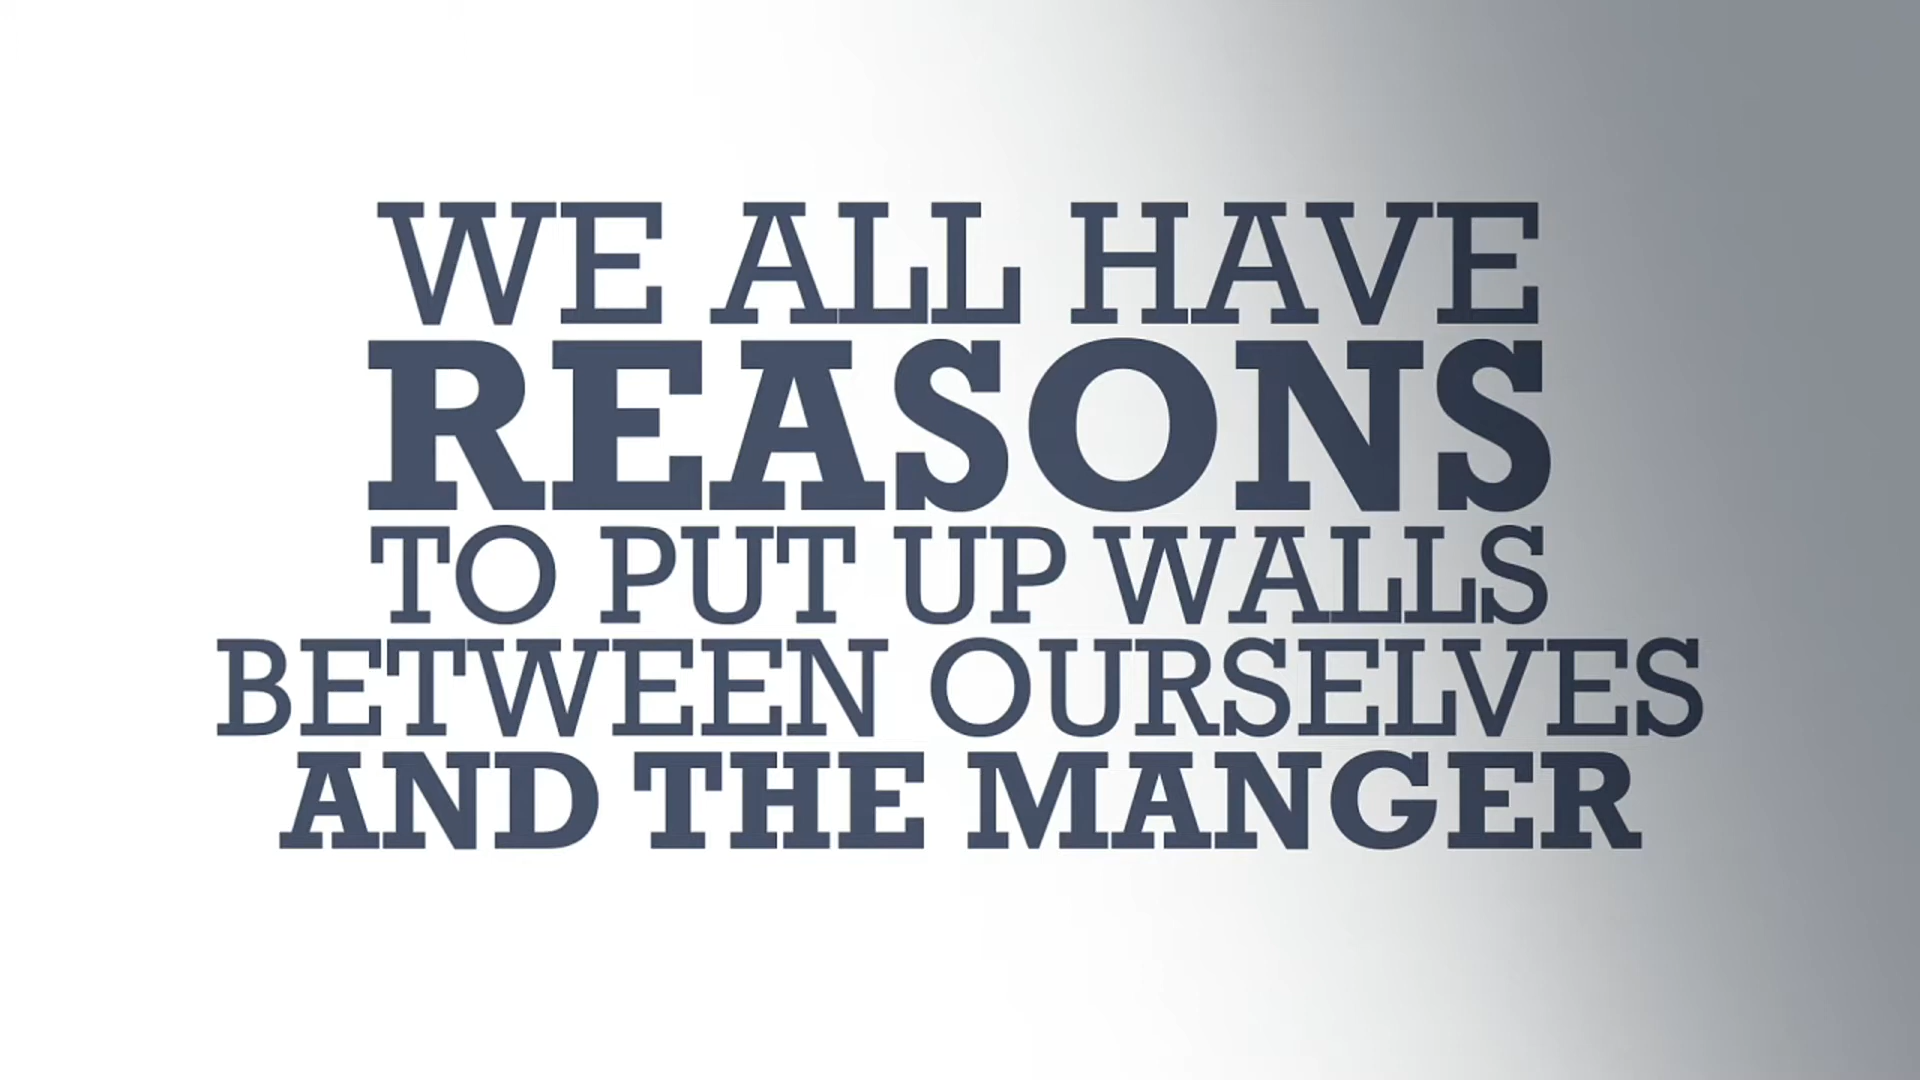 WE ALL HAVE
REASONS
TO PUT UP WALLS
BETWEEN OURSELVES
AND THE MANGER